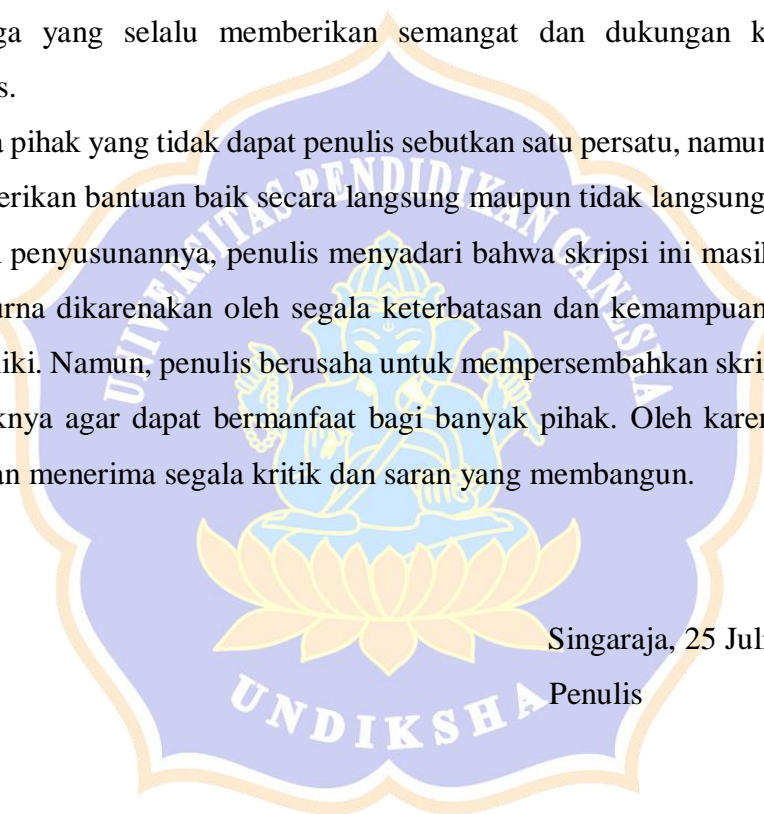 ga yang selalu memberikan semangat dan dukungan k
s.
a pihak yang tidak dapat penulis sebutkan satu persatu, namun
erikan bantuan baik secara langsung maupun tidak langsung
penyusunannya, penulis menyadari bahwa skripsi ini masil
urna dikarenakan oleh segala keterbatasan dan kemampuan
iki. Namun, penulis berusaha untuk mempersembahkan skrip
knya agar dapat bermanfaat bagi banyak pihak. Oleh karen
an menerima segala kritik dan saran yang membangun.
Singaraja, 25 Juli
Penulis
UNIVERSITAS PENDIDIKAN GANESHA
UNDIKSHA